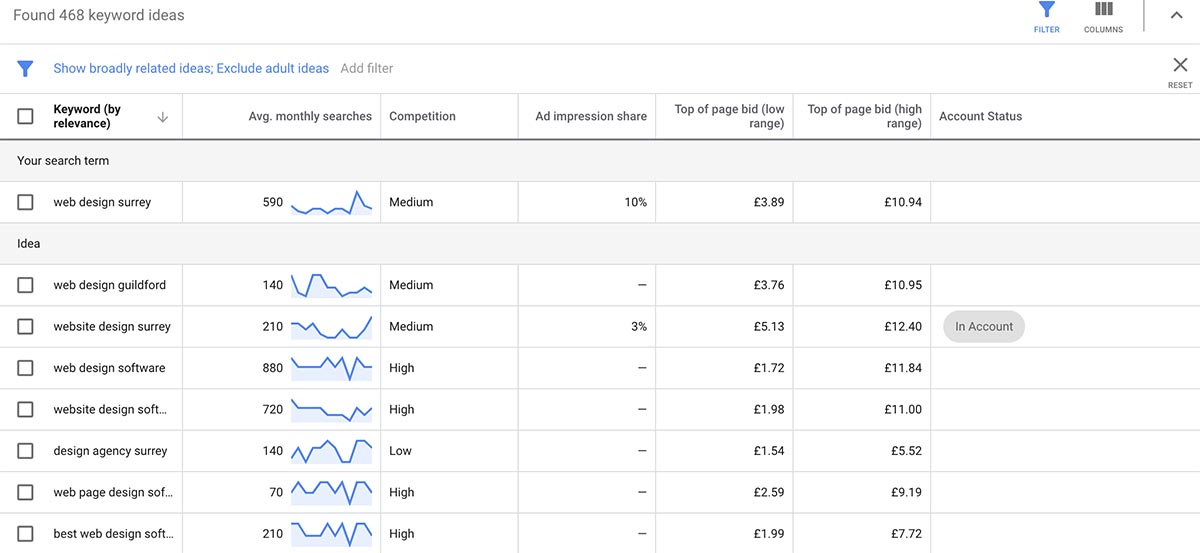 Found 468 keyword ideas
FILTER
COLUMNS
Show broadly related ideas; Exclude adult ideas Add filter
RESET
Keyword (by relevance) Avg. monthly searches Competition Ad impression share Top of page bid (low range) Top of page bid (high range) Account Status
Your search term
web design surrey 590 Medium 10% £3.89 £10.94
Idea
web design guildford 140 Medium – £3.76 £10.95
website design surrey 210 Medium 3% £5.13 £12.40 In Account
web design software 880 High – £1.72 £11.84
website design soft... 720 High – £1.98 £11.00
design agency surrey 140 Low – £1.54 £5.52
web page design sof... 70 High – £2.59 £9.19
best web design soft... 210 High – £1.99 £7.72